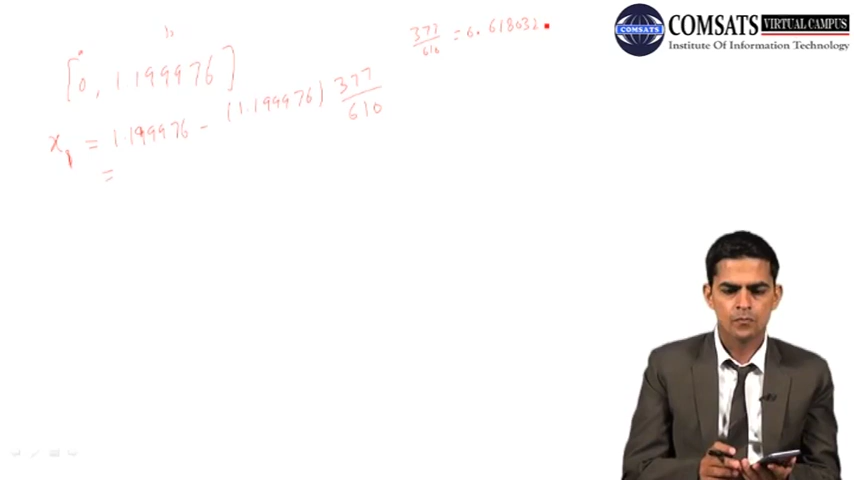 b
377/610 = 0.618032
a
[0, 1.199976]
x₁ = 1.199976 - (1.199976) 377/610
=
COMSATS VIRTUAL CAMPUS
Institute Of Information Technology